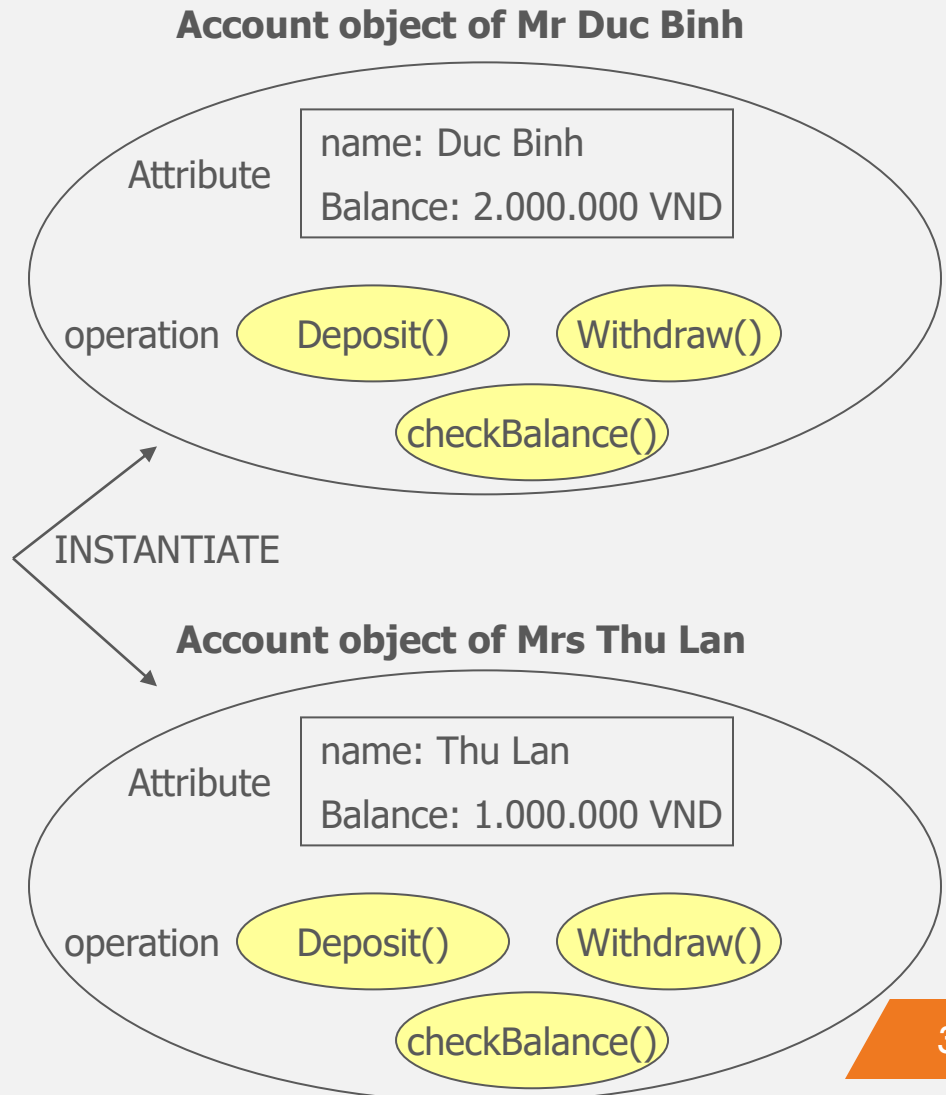 Account object of Mr Duc Binh
Attribute
name: Duc Binh
Balance: 2.000.000 VND
operation
Deposit()
Withdraw()
checkBalance()
INSTANTIATE
Account object of Mrs Thu Lan
Attribute
name: Thu Lan
Balance: 1.000.000 VND
operation
Deposit()
Withdraw()
checkBalance()